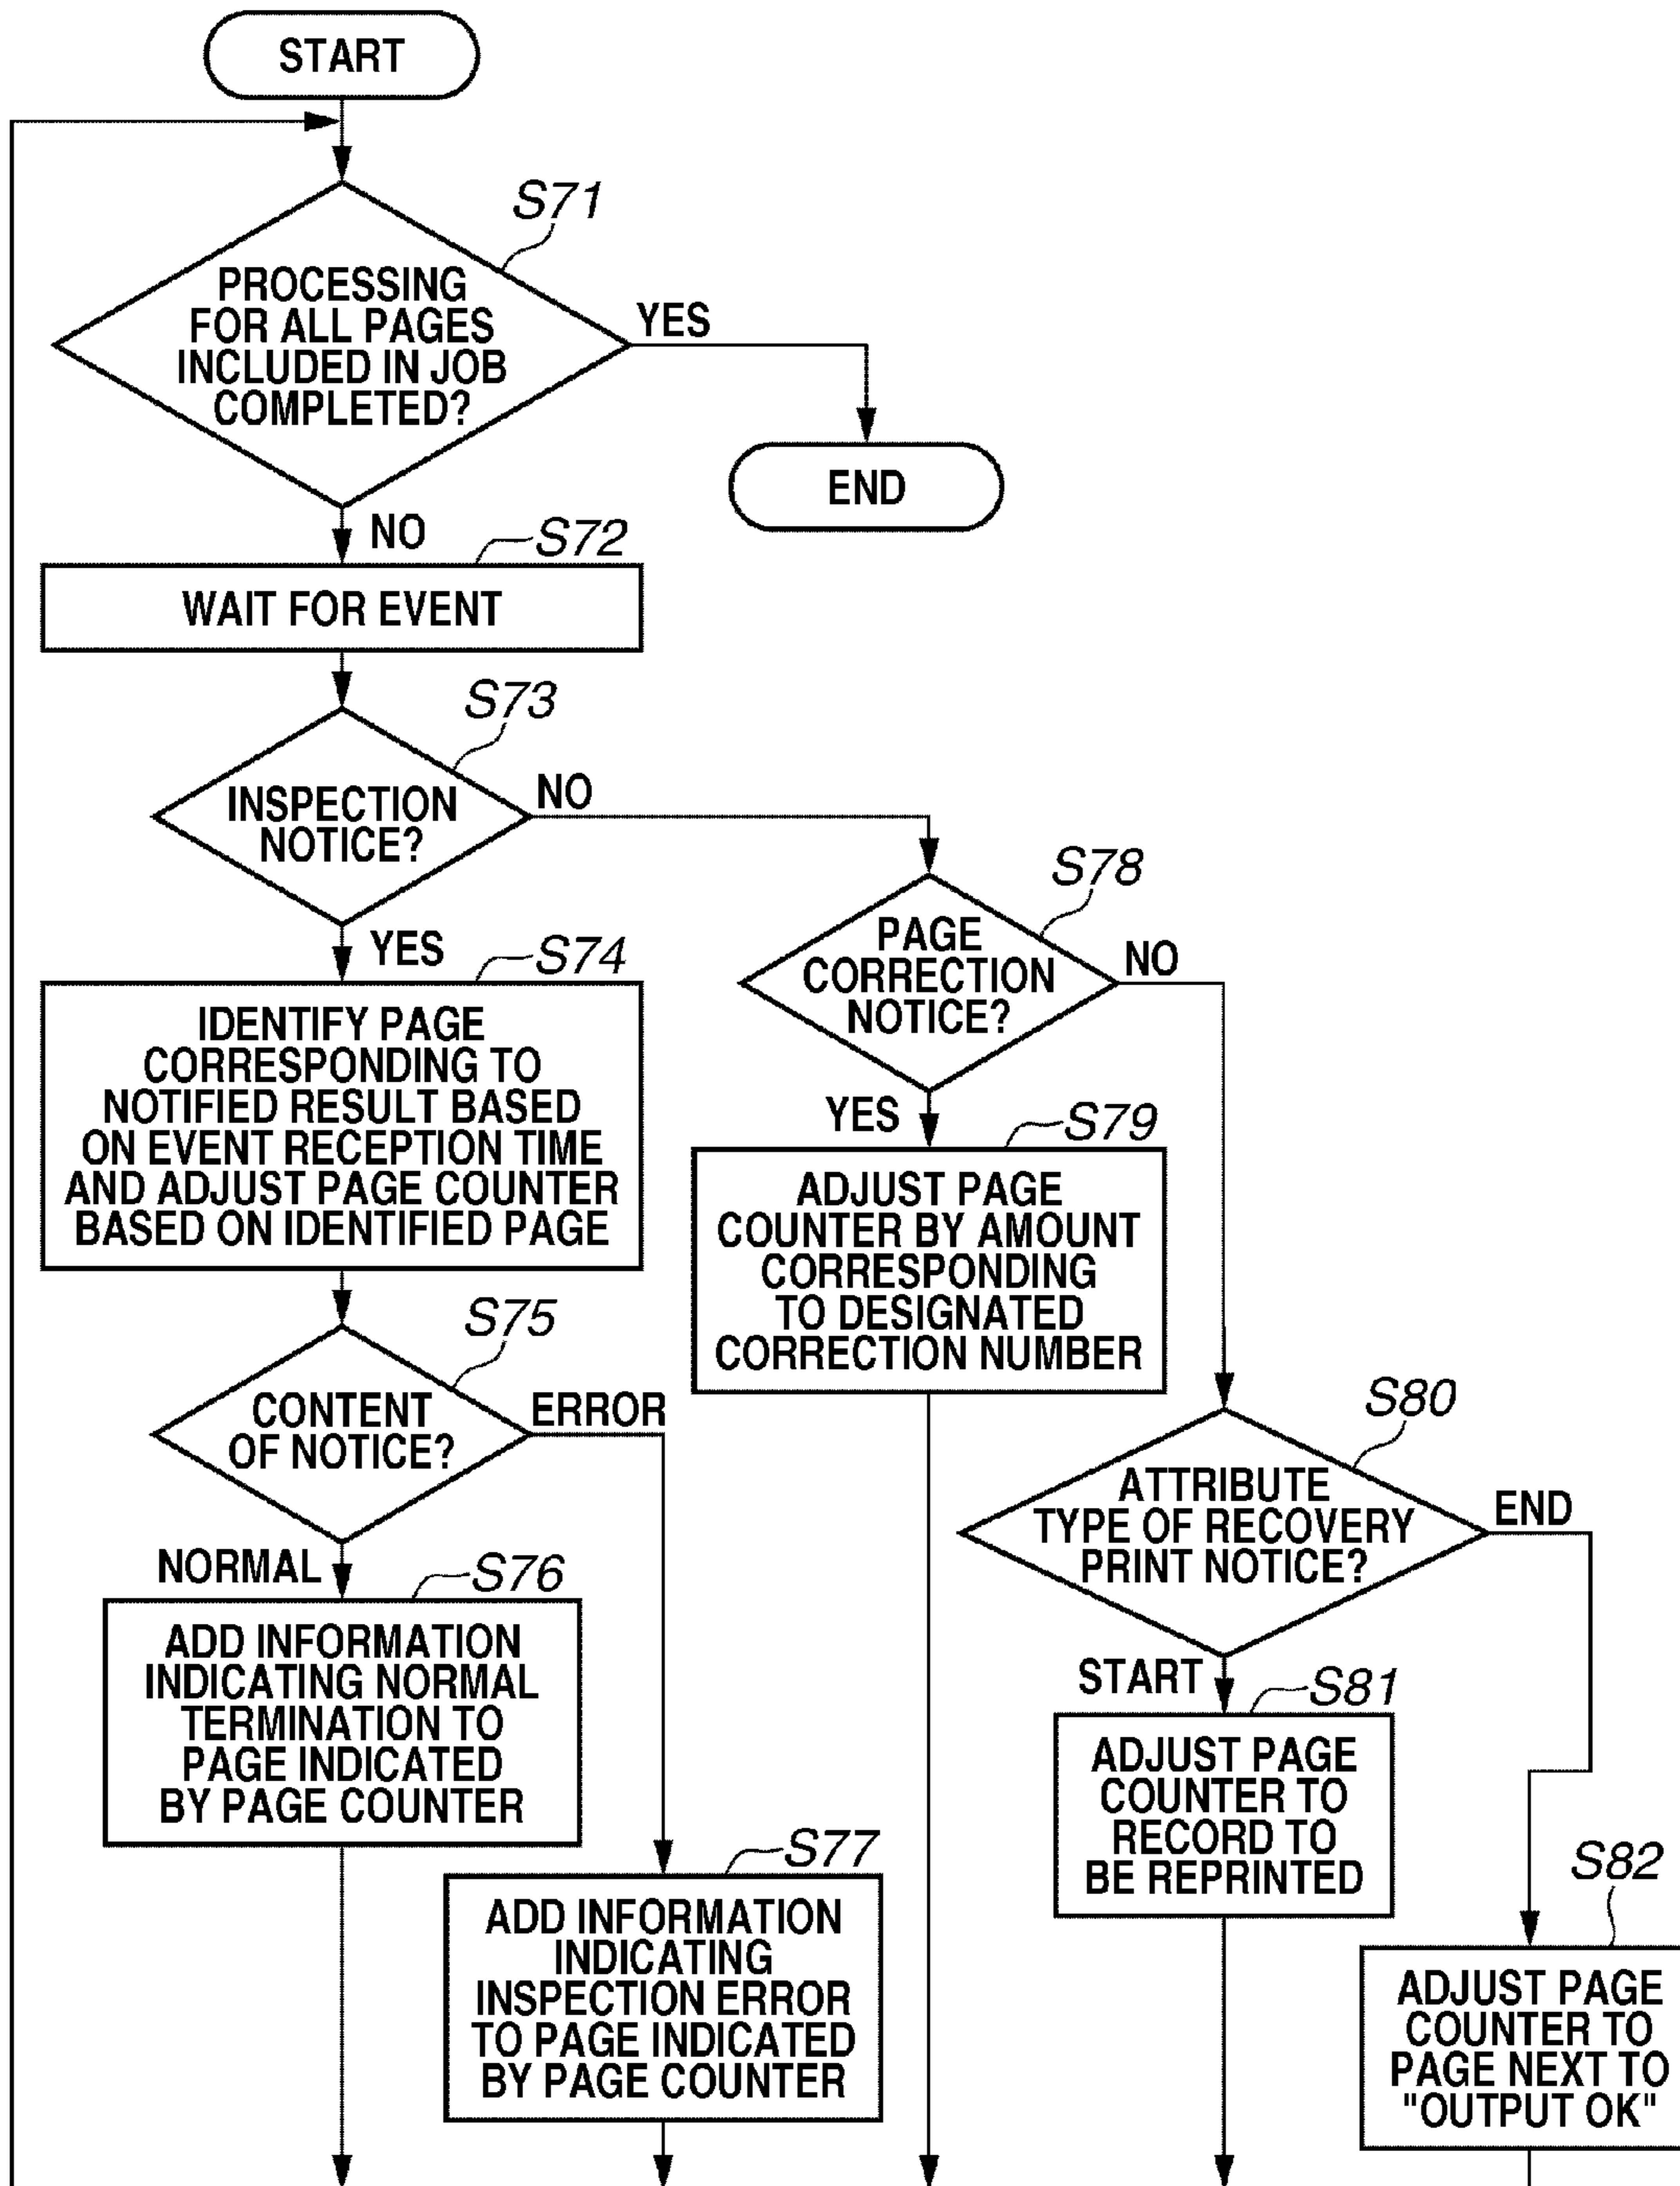 START
S71
PROCESSING
FOR ALL PAGES
INCLUDED IN JOB
COMPLETED?
YES
END
NO
S72
WAIT FOR EVENT
S73
INSPECTION
NOTICE?
NO
S78
PAGE
CORRECTION
NOTICE?
NO
YES
S74
IDENTIFY PAGE
CORRESPONDING TO
NOTIFIED RESULT BASED
ON EVENT RECEPTION TIME
AND ADJUST PAGE COUNTER
BASED ON IDENTIFIED PAGE
YES
S79
ADJUST PAGE
COUNTER BY AMOUNT
CORRESPONDING
TO DESIGNATED
CORRECTION NUMBER
S75
CONTENT
OF NOTICE?
ERROR
S80
ATTRIBUTE
TYPE OF RECOVERY
PRINT NOTICE?
END
NORMAL
S76
ADD INFORMATION
INDICATING NORMAL
TERMINATION TO
PAGE INDICATED
BY PAGE COUNTER
START
S81
ADJUST PAGE
COUNTER TO
RECORD TO
BE REPRINTED
S77
ADD INFORMATION
INDICATING
INSPECTION ERROR
TO PAGE INDICATED
BY PAGE COUNTER
S82
ADJUST PAGE
COUNTER TO
PAGE NEXT TO
"OUTPUT OK"